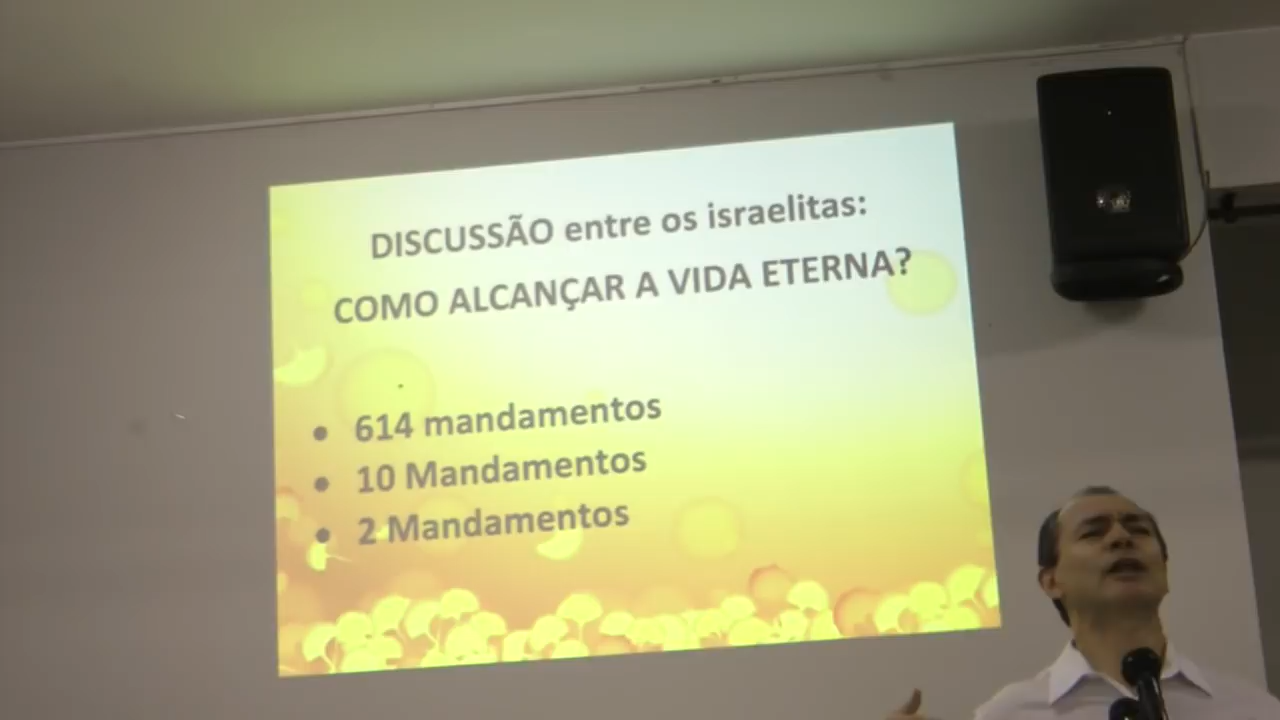 DISCUSSÃO entre os israelitas:
COMO ALCANÇAR A VIDA ETERNA?
• 614 mandamentos
• 10 Mandamentos
• 2 Mandamentos